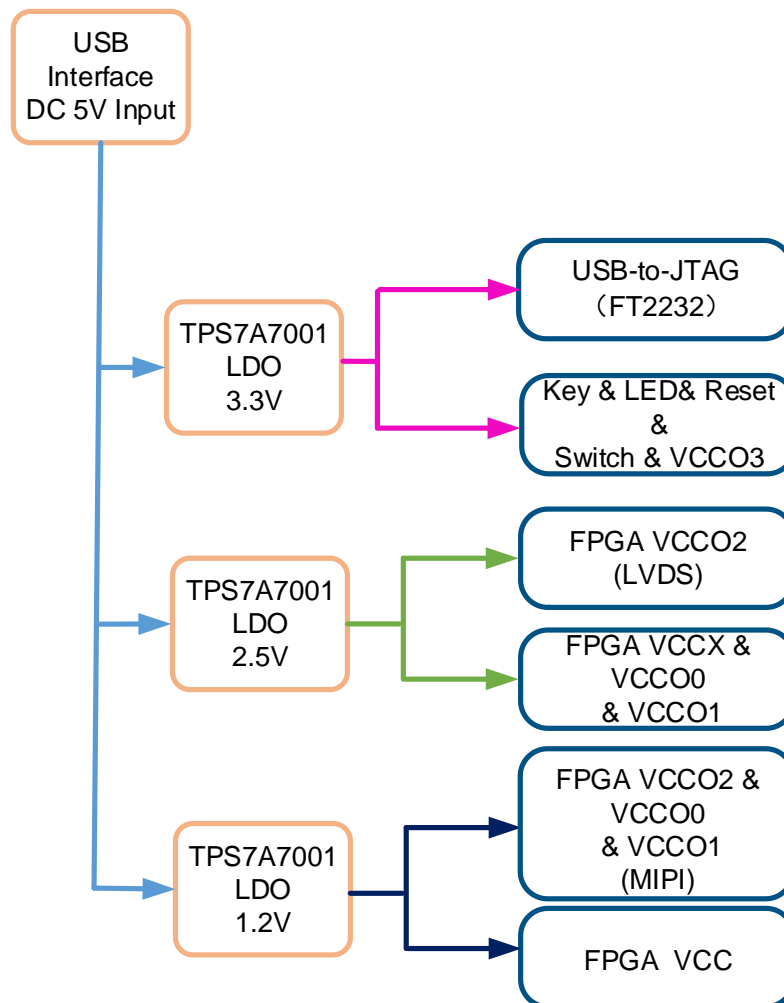 USB
Interface
DC 5V Input
TPS7A7001
LDO
3.3V
USB-to-JTAG
（FT2232）
Key & LED& Reset
&
Switch & VCCO3
TPS7A7001
LDO
2.5V
FPGA VCCO2
(LVDS)
FPGA VCCX &
VCCO0
& VCCO1
TPS7A7001
LDO
1.2V
FPGA VCCO2 &
VCCO0
& VCCO1
(MIPI)
FPGA  VCC